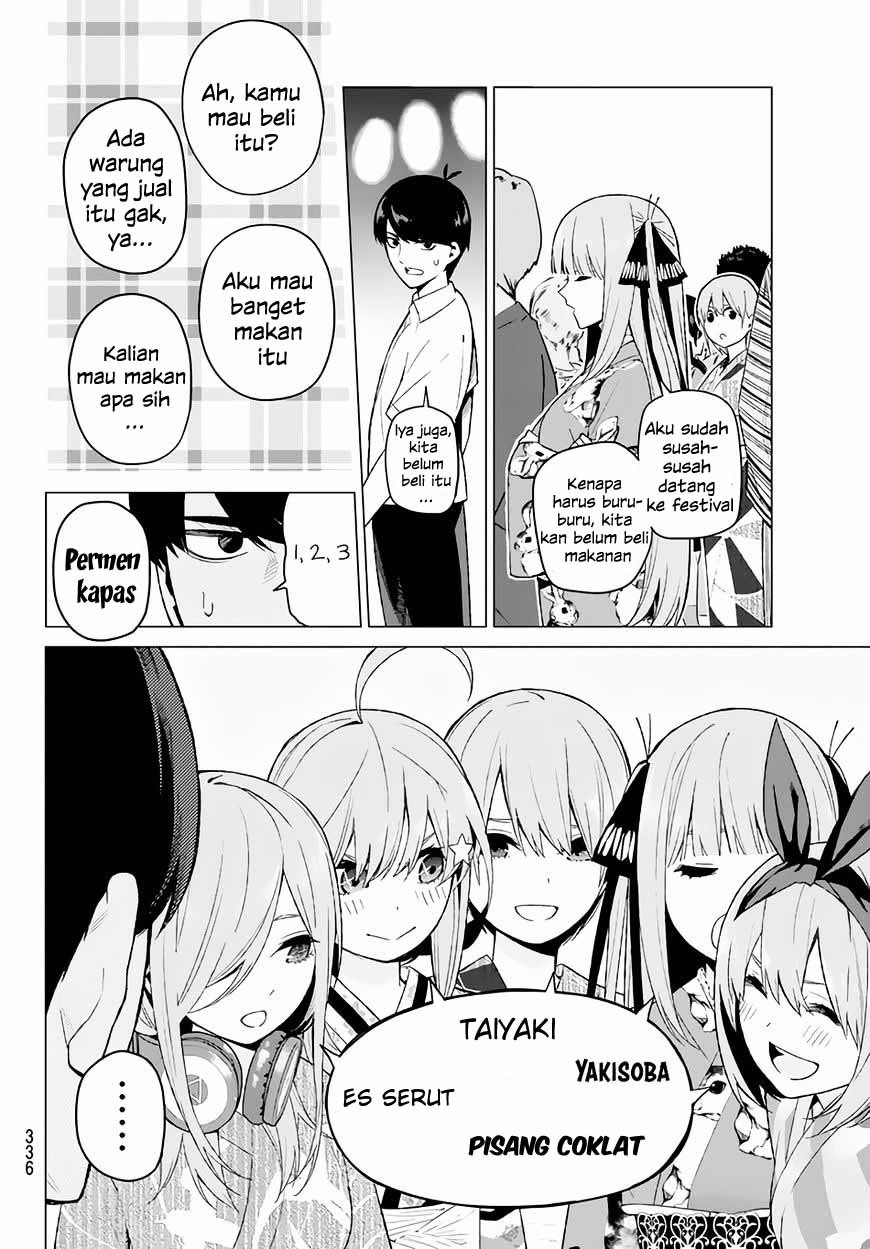 Aku sudah
susah-
susah
datang
ke festival
Kenapa
harus buru-
buru, kita
kan belum beli
makanan
Iya juga,
kita
belum
beli itu
...
Ah, kamu
mau beli
itu?
Ada
warung
yang jual
itu gak,
ya...
Aku mau
banget
makan
itu
Kalian
mau makan
apa sih
...
1, 2, 3
Permen
kapas
TAIYAKI
YAKISOBA
ES SERUT
PISANG COKLAT
......
336